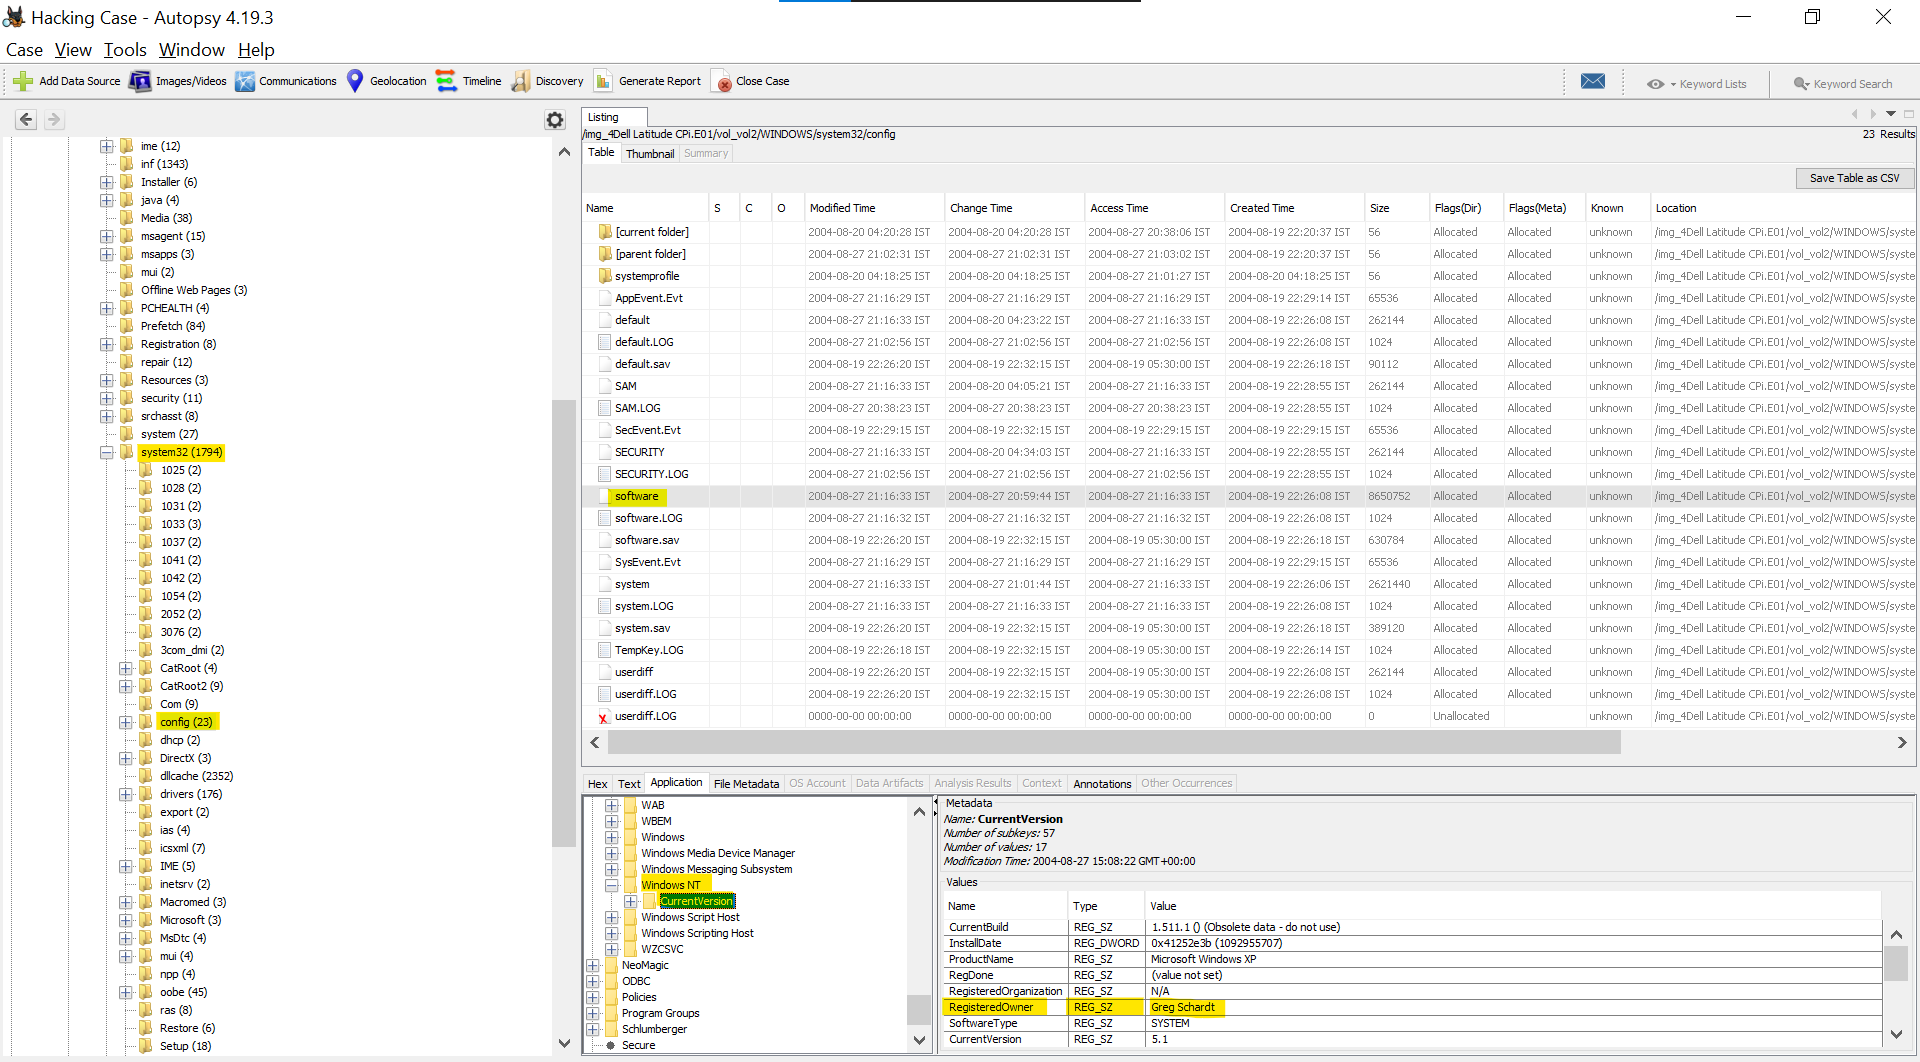 Hacking Case - Autopsy 4.19.3
Case View Tools Window Help
Add Data Source Images/Videos Communications Geolocation Timeline Discovery Generate Report Close Case Keyword Lists Keyword Search
ime (12)
inf (1343)
Installer (6)
java (4)
Media (38)
msagent (15)
msapps (3)
mui (2)
Offline Web Pages (3)
PCHEALTH (4)
Prefetch (84)
Registration (8)
repair (12)
Resources (3)
security (11)
srchasst (8)
system (27)
system32 (1794)
1025 (2)
1028 (2)
1031 (2)
1033 (3)
1037 (2)
1041 (2)
1042 (2)
1054 (2)
2052 (2)
3076 (2)
3com_dmi (2)
CatRoot (4)
CatRoot2 (9)
Com (9)
config (23)
dhcp (2)
DirectX (3)
dllcache (2352)
drivers (176)
export (2)
ias (4)
icsxml (7)
IME (5)
inetsrv (2)
Macromed (3)
Microsoft (3)
MsDtc (4)
mui (4)
npp (4)
oobe (45)
ras (8)
Restore (6)
Setup (18)
Listing
/img_4Dell Latitude CPi.E01/vol_vol2/WINDOWS/system32/config 23 Results
Table Thumbnail Summary
Save Table as CSV
Name S C O Modified Time Change Time Access Time Created Time Size Flags(Dir) Flags(Meta) Known Location
[current folder] 2004-08-20 04:20:28 IST 2004-08-20 04:20:28 IST 2004-08-27 20:38:06 IST 2004-08-19 22:20:37 IST 56 Allocated Allocated unknown /img_4Dell Latitude CPi.E01/vol_vol2/WINDOWS/syste
[parent folder] 2004-08-27 21:02:31 IST 2004-08-27 21:02:31 IST 2004-08-27 21:03:02 IST 2004-08-19 22:20:37 IST 56 Allocated Allocated unknown /img_4Dell Latitude CPi.E01/vol_vol2/WINDOWS/syste
systemprofile 2004-08-20 04:18:25 IST 2004-08-20 04:18:25 IST 2004-08-27 21:01:27 IST 2004-08-20 04:18:25 IST 56 Allocated Allocated unknown /img_4Dell Latitude CPi.E01/vol_vol2/WINDOWS/syste
AppEvent.Evt 2004-08-27 21:16:29 IST 2004-08-27 21:16:29 IST 2004-08-27 21:16:29 IST 2004-08-19 22:29:14 IST 65536 Allocated Allocated unknown /img_4Dell Latitude CPi.E01/vol_vol2/WINDOWS/syste
default 2004-08-27 21:16:33 IST 2004-08-20 04:23:22 IST 2004-08-27 21:16:33 IST 2004-08-19 22:26:08 IST 262144 Allocated Allocated unknown /img_4Dell Latitude CPi.E01/vol_vol2/WINDOWS/syste
default.LOG 2004-08-27 21:02:56 IST 2004-08-27 21:02:56 IST 2004-08-27 21:02:56 IST 2004-08-19 22:26:08 IST 1024 Allocated Allocated unknown /img_4Dell Latitude CPi.E01/vol_vol2/WINDOWS/syste
default.sav 2004-08-19 22:26:20 IST 2004-08-19 22:32:15 IST 2004-08-19 05:30:00 IST 2004-08-19 22:26:18 IST 90112 Allocated Allocated unknown /img_4Dell Latitude CPi.E01/vol_vol2/WINDOWS/syste
SAM 2004-08-27 21:16:33 IST 2004-08-20 04:05:21 IST 2004-08-27 21:16:33 IST 2004-08-19 22:28:55 IST 262144 Allocated Allocated unknown /img_4Dell Latitude CPi.E01/vol_vol2/WINDOWS/syste
SAM.LOG 2004-08-27 20:38:23 IST 2004-08-27 20:38:23 IST 2004-08-27 20:38:23 IST 2004-08-19 22:28:55 IST 1024 Allocated Allocated unknown /img_4Dell Latitude CPi.E01/vol_vol2/WINDOWS/syste
SecEvent.Evt 2004-08-19 22:29:15 IST 2004-08-19 22:32:15 IST 2004-08-19 22:29:15 IST 2004-08-19 22:29:15 IST 65536 Allocated Allocated unknown /img_4Dell Latitude CPi.E01/vol_vol2/WINDOWS/syste
SECURITY 2004-08-27 21:16:33 IST 2004-08-20 04:34:03 IST 2004-08-27 21:16:33 IST 2004-08-19 22:28:55 IST 262144 Allocated Allocated unknown /img_4Dell Latitude CPi.E01/vol_vol2/WINDOWS/syste
SECURITY.LOG 2004-08-27 21:02:56 IST 2004-08-27 21:02:56 IST 2004-08-27 21:02:56 IST 2004-08-19 22:28:55 IST 1024 Allocated Allocated unknown /img_4Dell Latitude CPi.E01/vol_vol2/WINDOWS/syste
software 2004-08-27 21:16:33 IST 2004-08-27 20:59:44 IST 2004-08-27 21:16:33 IST 2004-08-19 22:26:08 IST 8650752 Allocated Allocated unknown /img_4Dell Latitude CPi.E01/vol_vol2/WINDOWS/syste
software.LOG 2004-08-27 21:16:32 IST 2004-08-27 21:16:32 IST 2004-08-27 21:16:32 IST 2004-08-19 22:26:08 IST 1024 Allocated Allocated unknown /img_4Dell Latitude CPi.E01/vol_vol2/WINDOWS/syste
software.sav 2004-08-19 22:26:20 IST 2004-08-19 22:32:15 IST 2004-08-19 05:30:00 IST 2004-08-19 22:26:18 IST 630784 Allocated Allocated unknown /img_4Dell Latitude CPi.E01/vol_vol2/WINDOWS/syste
SysEvent.Evt 2004-08-27 21:16:29 IST 2004-08-27 21:16:29 IST 2004-08-27 21:16:29 IST 2004-08-19 22:29:15 IST 65536 Allocated Allocated unknown /img_4Dell Latitude CPi.E01/vol_vol2/WINDOWS/syste
system 2004-08-27 21:16:33 IST 2004-08-27 21:01:44 IST 2004-08-27 21:16:33 IST 2004-08-19 22:26:06 IST 2621440 Allocated Allocated unknown /img_4Dell Latitude CPi.E01/vol_vol2/WINDOWS/syste
system.LOG 2004-08-27 21:16:33 IST 2004-08-27 21:16:33 IST 2004-08-27 21:16:33 IST 2004-08-19 22:26:08 IST 1024 Allocated Allocated unknown /img_4Dell Latitude CPi.E01/vol_vol2/WINDOWS/syste
system.sav 2004-08-19 22:26:20 IST 2004-08-19 22:32:15 IST 2004-08-19 05:30:00 IST 2004-08-19 22:26:18 IST 389120 Allocated Allocated unknown /img_4Dell Latitude CPi.E01/vol_vol2/WINDOWS/syste
TempKey.LOG 2004-08-19 22:26:18 IST 2004-08-19 22:32:15 IST 2004-08-19 05:30:00 IST 2004-08-19 22:26:14 IST 1024 Allocated Allocated unknown /img_4Dell Latitude CPi.E01/vol_vol2/WINDOWS/syste
userdiff 2004-08-19 22:26:20 IST 2004-08-19 22:32:15 IST 2004-08-19 05:30:00 IST 2004-08-19 22:26:18 IST 262144 Allocated Allocated unknown /img_4Dell Latitude CPi.E01/vol_vol2/WINDOWS/syste
userdiff.LOG 2004-08-19 22:26:20 IST 2004-08-19 22:32:15 IST 2004-08-19 05:30:00 IST 2004-08-19 22:26:18 IST 1024 Allocated Allocated unknown /img_4Dell Latitude CPi.E01/vol_vol2/WINDOWS/syste
userdiff.LOG 0000-00-00 00:00:00 0000-00-00 00:00:00 0000-00-00 00:00:00 0000-00-00 00:00:00 0 Unallocated unknown /img_4Dell Latitude CPi.E01/vol_vol2/WINDOWS/syste
Hex Text Application File Metadata OS Account Data Artifacts Analysis Results Context Annotations Other Occurrences
WAB
WBEM
Windows
Windows Media Device Manager
Windows Messaging Subsystem
Windows NT
CurrentVersion
Windows Script Host
Windows Scripting Host
WZCSVC
NeoMagic
ODBC
Policies
Program Groups
Schlumberger
Secure
Metadata
Name: CurrentVersion
Number of subkeys: 57
Number of values: 17
Modification Time: 2004-08-27 15:08:22 GMT+00:00
Values
Name Type Value
CurrentBuild REG_SZ 1.511.1 () (Obsolete data - do not use)
InstallDate REG_DWORD 0x41252e3b (1092955707)
ProductName REG_SZ Microsoft Windows XP
RegDone REG_SZ (value not set)
RegisteredOrganization REG_SZ N/A
RegisteredOwner REG_SZ Greg Schardt
SoftwareType REG_SZ SYSTEM
CurrentVersion REG_SZ 5.1